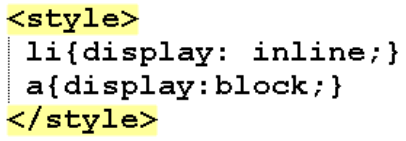 <style>
li{display: inline;}
a{display:block;}
</style>